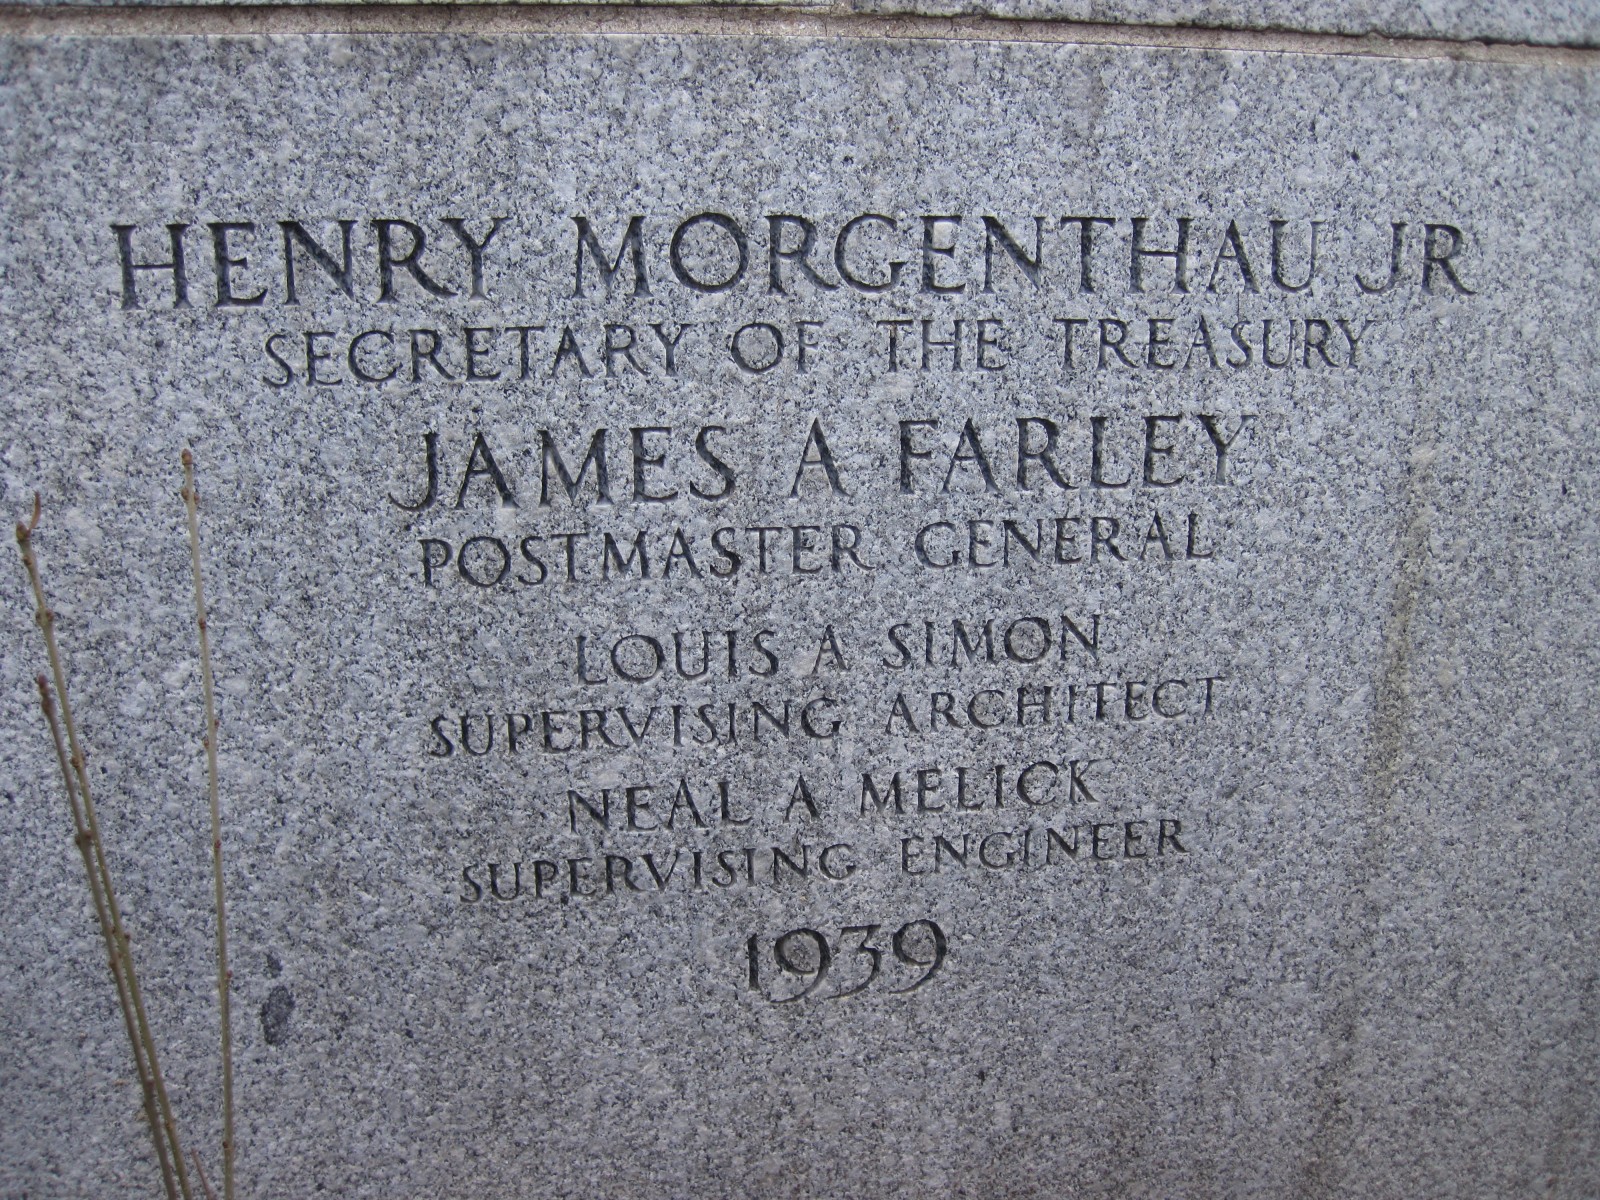 HENRY MORGENTHAU JR
SECRETARY OF THE TREASURY
JAMES A FARLEY
POSTMASTER GENERAL
LOUIS A SIMON
SUPERVISING ARCHITECT
NEAL A MELICK
SUPERVISING ENGINEER
1939